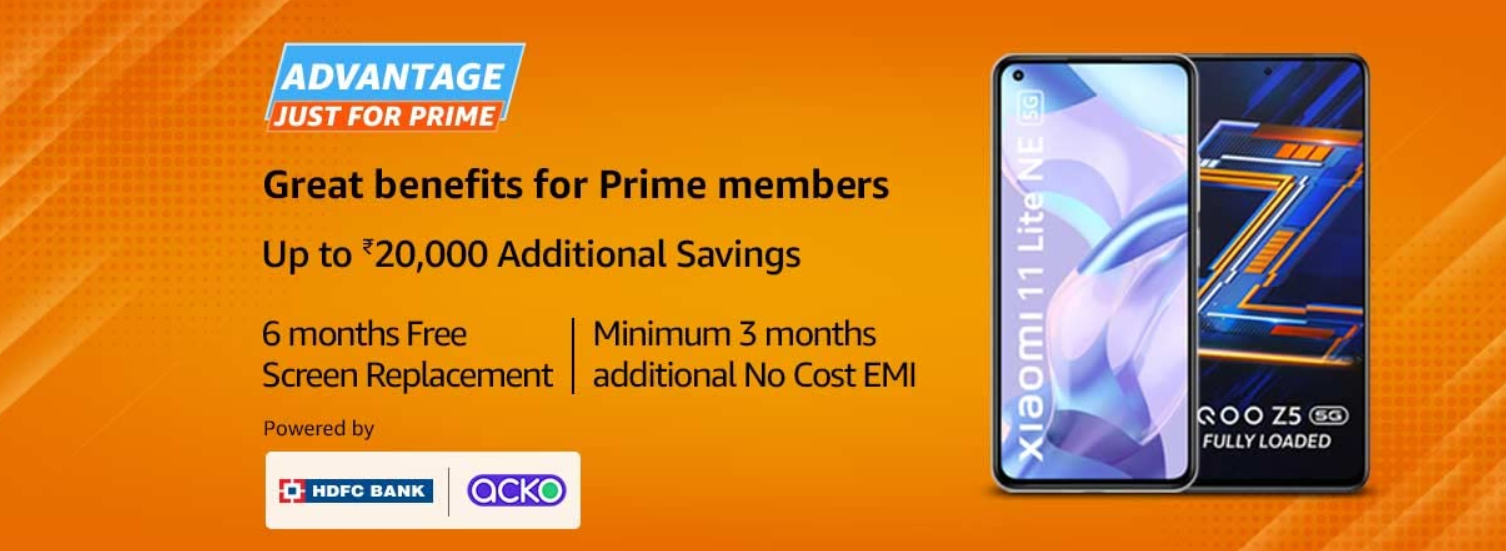 ADVANTAGE
JUST FOR PRIME
Great benefits for Prime members
Up to ₹20,000 Additional Savings
6 months Free
Screen Replacement
Minimum 3 months
additional No Cost EMI
Powered by
HDFC BANK
acko
Xiaomi 11 Lite NE 5G
QOO Z5 5G
FULLY LOADED